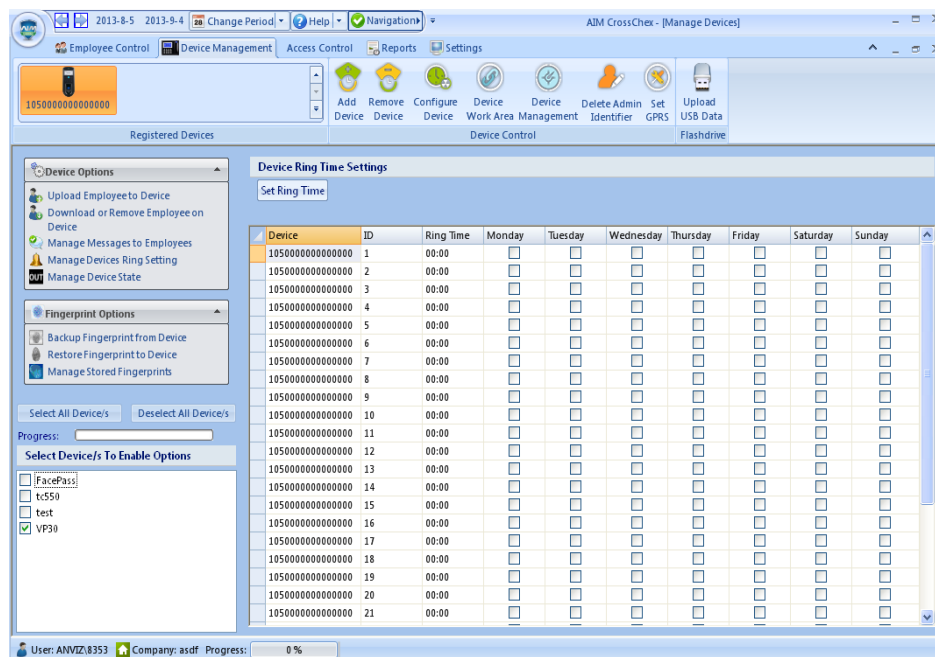 AIM
2013-8-5 2013-9-4 28 Change Period Help Navigation AIM CrossChex - [Manage Devices]
Employee Control Device Management Access Control Reports Settings
1050000000000000
Add Device Remove Device Configure Device Device Work Area Device Management Delete Admin Identifier Set GPRS Upload USB Data
Registered Devices Device Control Flashdrive
Device Options
Upload Employee to Device
Download or Remove Employee on
Device
Manage Messages to Employees
Manage Devices Ring Setting
OUT Manage Device State
Fingerprint Options
Backup Fingerprint from Device
Restore Fingerprint to Device
Manage Stored Fingerprints
Select All Device/s Deselect All Device/s
Progress:
Select Device/s To Enable Options
FacePass
tc550
test
VP30
Device Ring Time Settings
Set Ring Time
Device ID Ring Time Monday Tuesday Wednesday Thursday Friday Saturday Sunday
1050000000000000 1 00:00
1050000000000000 2 00:00
1050000000000000 3 00:00
1050000000000000 4 00:00
1050000000000000 5 00:00
1050000000000000 6 00:00
1050000000000000 7 00:00
1050000000000000 8 00:00
1050000000000000 9 00:00
1050000000000000 10 00:00
1050000000000000 11 00:00
1050000000000000 12 00:00
1050000000000000 13 00:00
1050000000000000 14 00:00
1050000000000000 15 00:00
1050000000000000 16 00:00
1050000000000000 17 00:00
1050000000000000 18 00:00
1050000000000000 19 00:00
1050000000000000 20 00:00
1050000000000000 21 00:00
User: ANVIZ\8353 Company: asdf Progress: 0 %